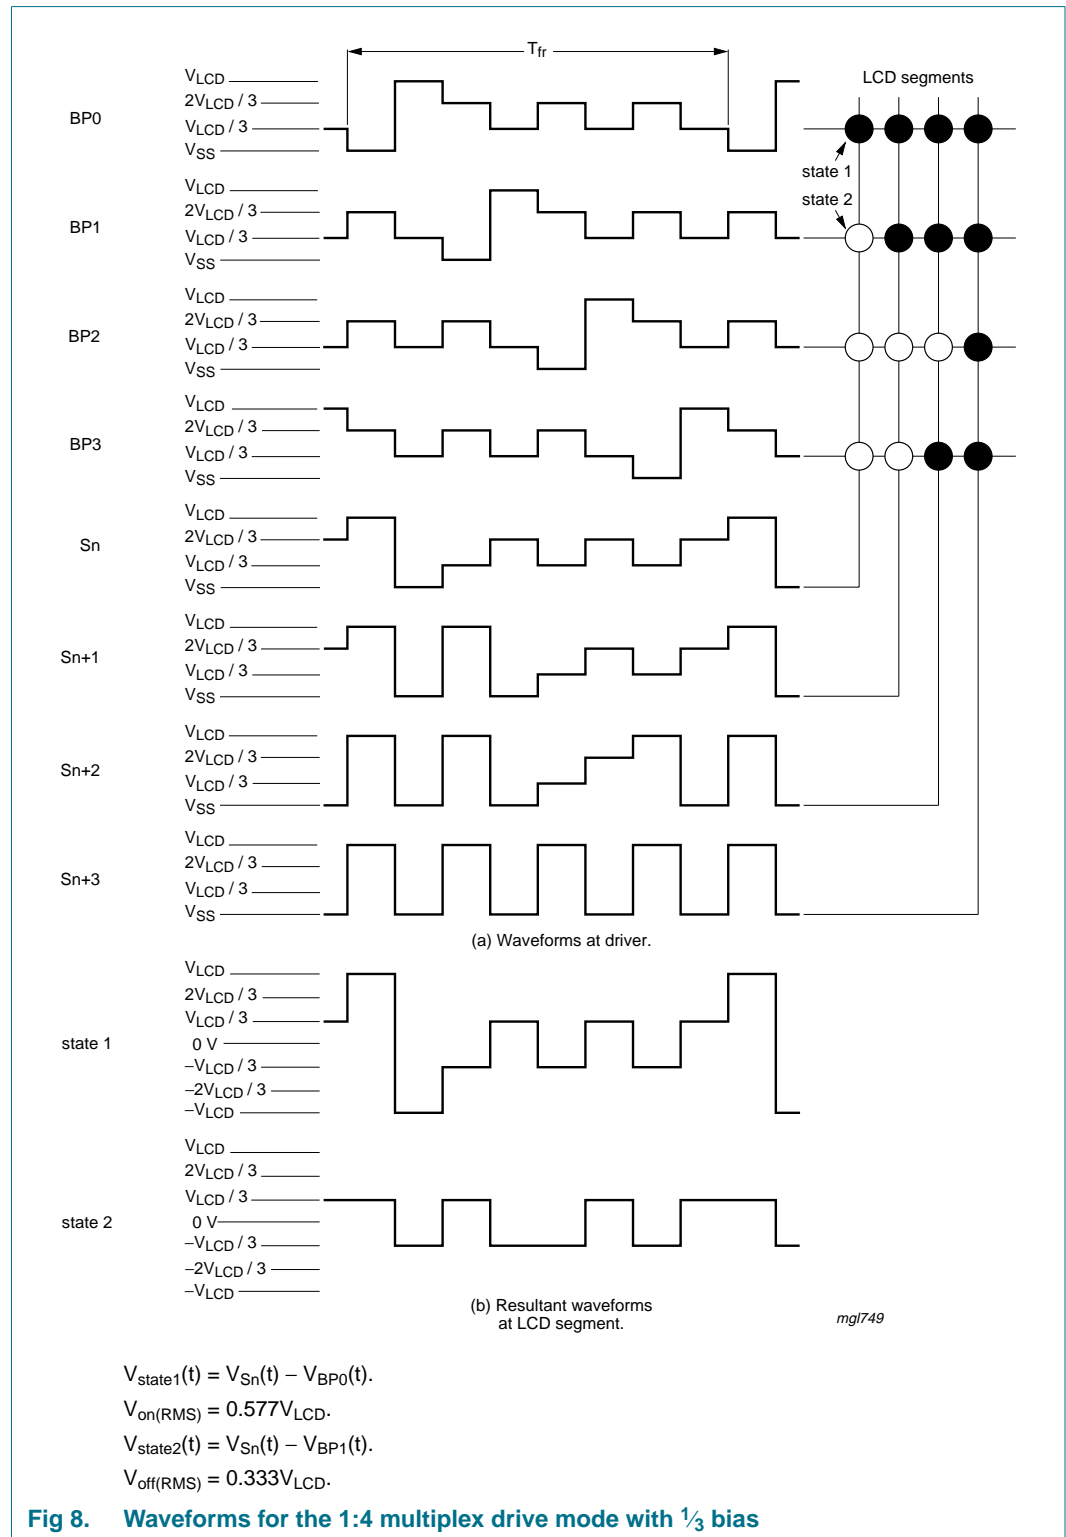 Tfr
LCD segments
BP0
VLCD
2VLCD / 3
VLCD / 3
VSS
state 1
state 2
BP1
VLCD
2VLCD / 3
VLCD / 3
VSS
BP2
VLCD
2VLCD / 3
VLCD / 3
VSS
BP3
VLCD
2VLCD / 3
VLCD / 3
VSS
Sn
VLCD
2VLCD / 3
VLCD / 3
VSS
Sn+1
VLCD
2VLCD / 3
VLCD / 3
VSS
Sn+2
VLCD
2VLCD / 3
VLCD / 3
VSS
Sn+3
VLCD
2VLCD / 3
VLCD / 3
VSS
(a) Waveforms at driver.
state 1
VLCD
2VLCD / 3
VLCD / 3
0 V
−VLCD / 3
−2VLCD / 3
−VLCD
state 2
VLCD
2VLCD / 3
VLCD / 3
0 V
−VLCD / 3
−2VLCD / 3
−VLCD
(b) Resultant waveforms
at LCD segment.
mgl749
Vstate1(t) = VSn(t) − VBP0(t).
Von(RMS) = 0.577VLCD.
Vstate2(t) = VSn(t) − VBP1(t).
Voff(RMS) = 0.333VLCD.
Fig 8. Waveforms for the 1:4 multiplex drive mode with 1⁄3 bias